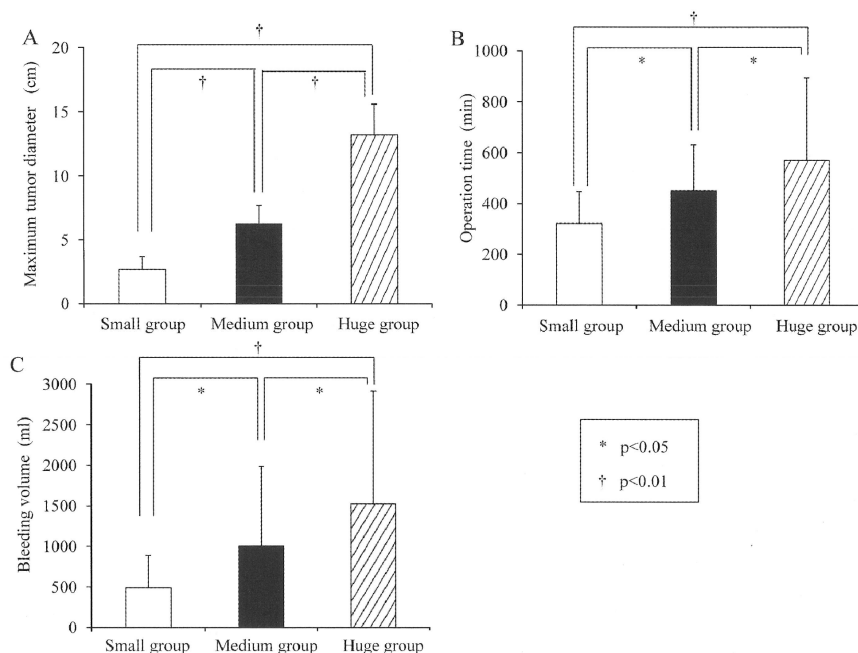 A
Maximum tumor diameter (cm)
20
15
10
5
0
†
†
†
Small group
Medium group
Huge group
B
Operation time (min)
1000
800
600
400
200
0
†
*
*
Small group
Medium group
Huge group
C
Bleeding volume (ml)
3000
2500
2000
1500
1000
500
0
†
*
*
Small group
Medium group
Huge group
* p<0.05
† p<0.01